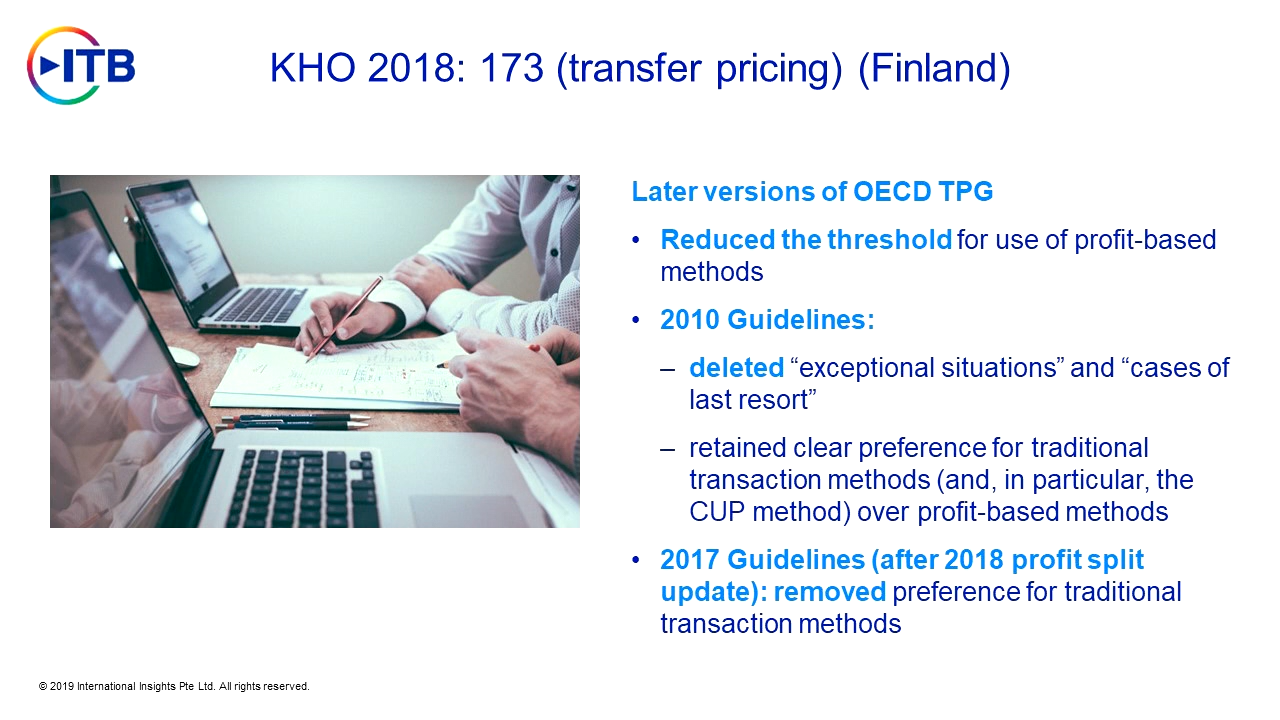 ITB
KHO 2018: 173 (transfer pricing) (Finland)
Later versions of OECD TPG
• Reduced the threshold for use of profit-based
methods
• 2010 Guidelines:
– deleted “exceptional situations” and “cases of
last resort”
– retained clear preference for traditional
transaction methods (and, in particular, the
CUP method) over profit-based methods
• 2017 Guidelines (after 2018 profit split
update): removed preference for traditional
transaction methods
© 2019 International Insights Pte Ltd. All rights reserved.